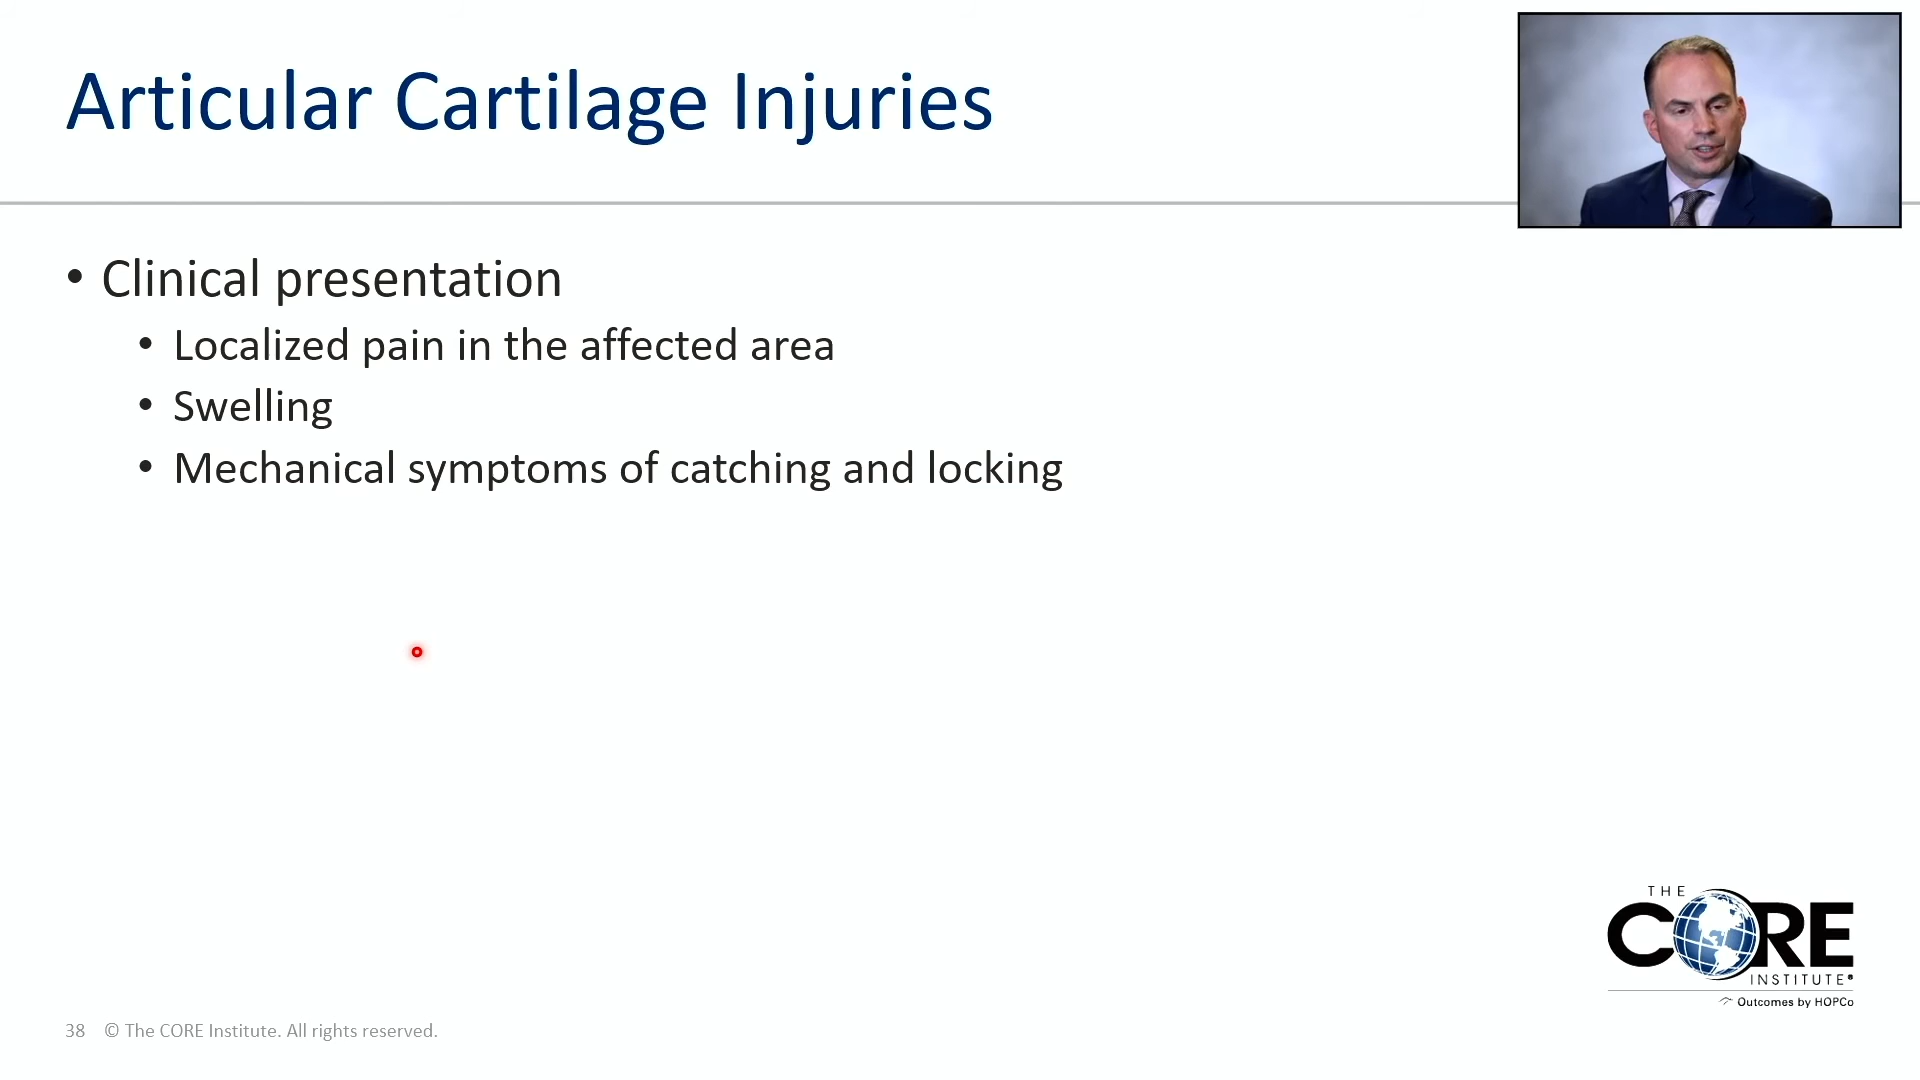 Articular Cartilage Injuries
• Clinical presentation
• Localized pain in the affected area
• Swelling
• Mechanical symptoms of catching and locking
THE
CORE
INSTITUTE®
Outcomes by HOPCo
38 © The CORE Institute. All rights reserved.